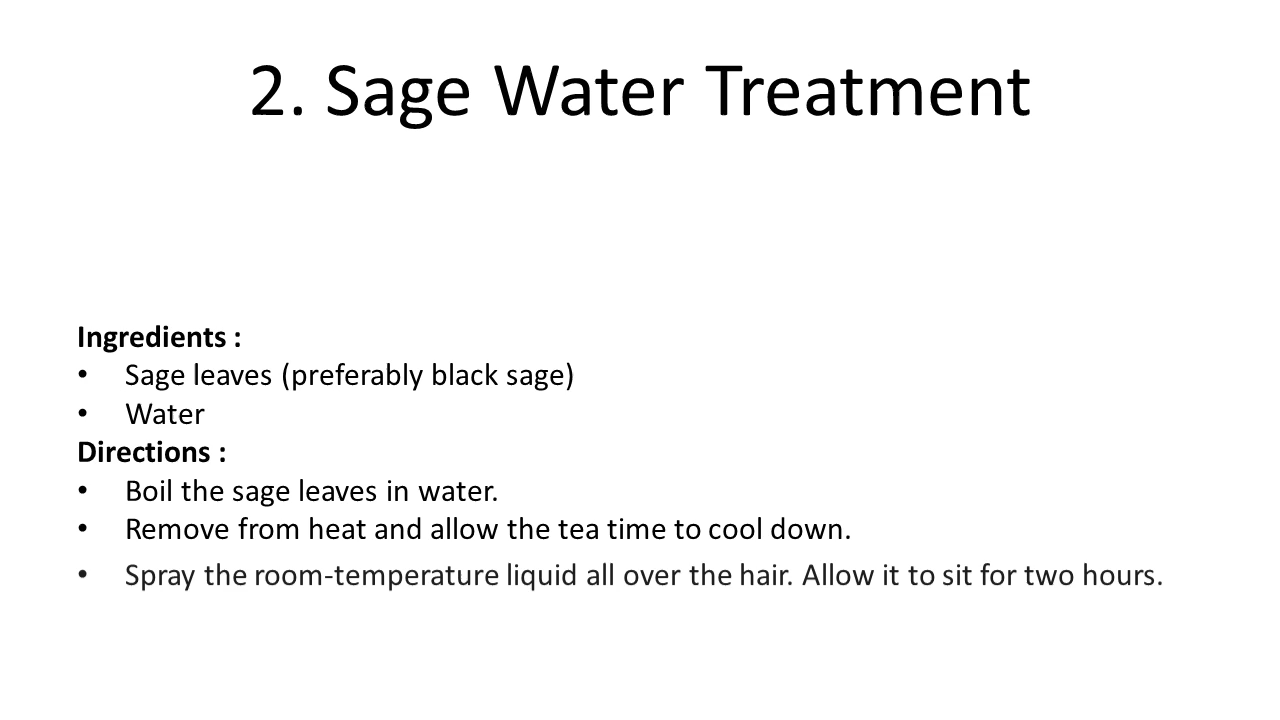 2. Sage Water Treatment
Ingredients :
• Sage leaves (preferably black sage)
• Water
Directions :
• Boil the sage leaves in water.
• Remove from heat and allow the tea time to cool down.
• Spray the room-temperature liquid all over the hair. Allow it to sit for two hours.